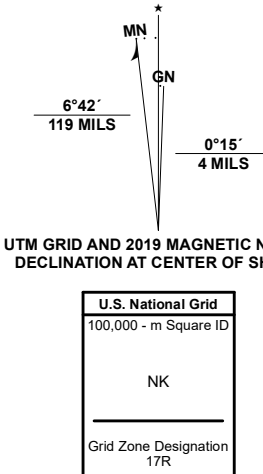 MN
GN
6°42´
119 MILS
0°15´
4 MILS
UTM GRID AND 2019 MAGNETIC N
DECLINATION AT CENTER OF SH
U.S. National Grid
100,000 - m Square ID
NK
Grid Zone Designation
17R